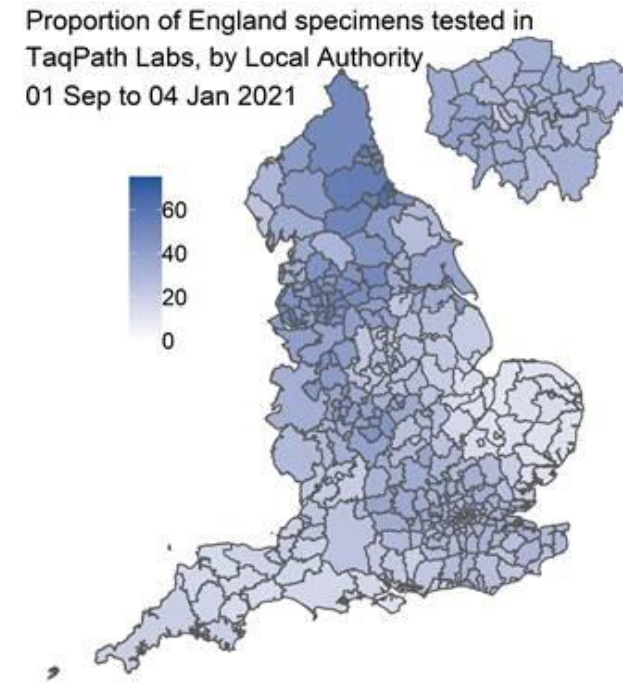 Proportion of England specimens tested in
TaqPath Labs, by Local Authority
01 Sep to 04 Jan 2021
60
40
20
0